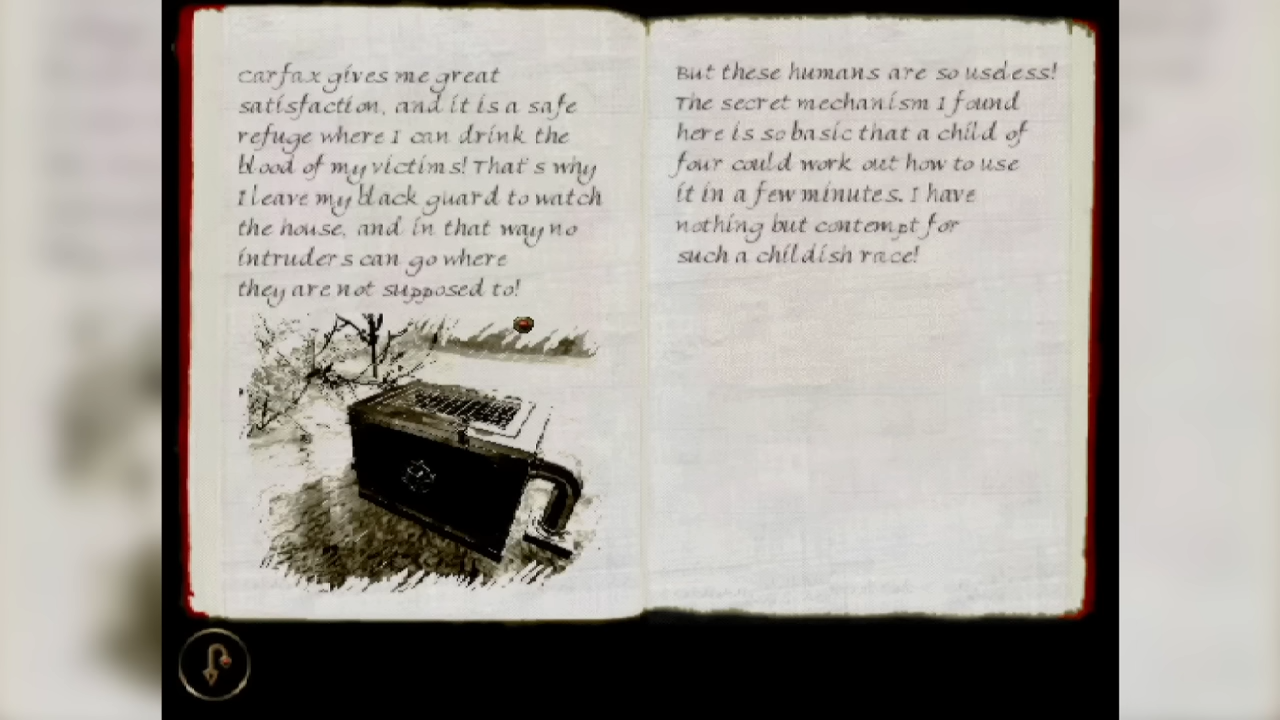 Carfax gives me great
satisfaction, and it is a safe
refuge where I can drink the
blood of my victims! That's why
I leave my black guard to watch
the house, and in that way no
intruders can go where
they are not supposed to!
But these humans are so useless!
The secret mechanism I found
here is so basic that a child of
four could work out how to use
it in a few minutes. I have
nothing but contempt for
such a childish race!